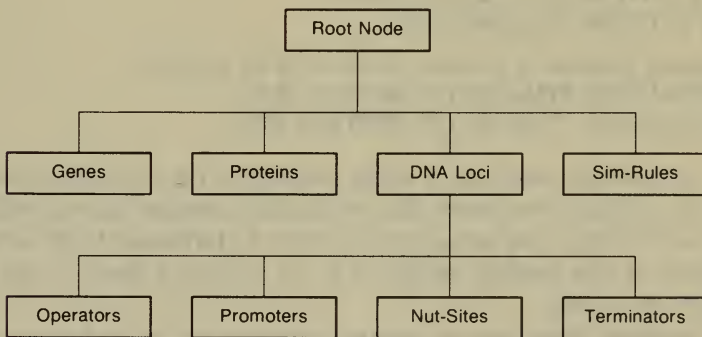 Root Node
Genes Proteins DNA Loci Sim-Rules
Operators Promoters Nut-Sites Terminators